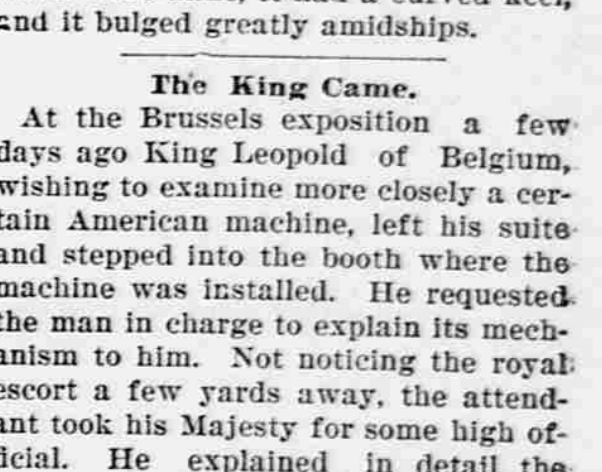 and it bulged greatly amidships.
The King Came.
At the Brussels exposition a few
days ago King Leopold of Belgium,
wishing to examine more closely a cer-
tain American machine, left his suite
and stepped into the booth where the
machine was installed. He requested
the man in charge to explain its mech-
anism to him. Not noticing the royal
escort a few yards away, the attend-
ant took his Majesty for some high of-
ficial. He explained in detail the